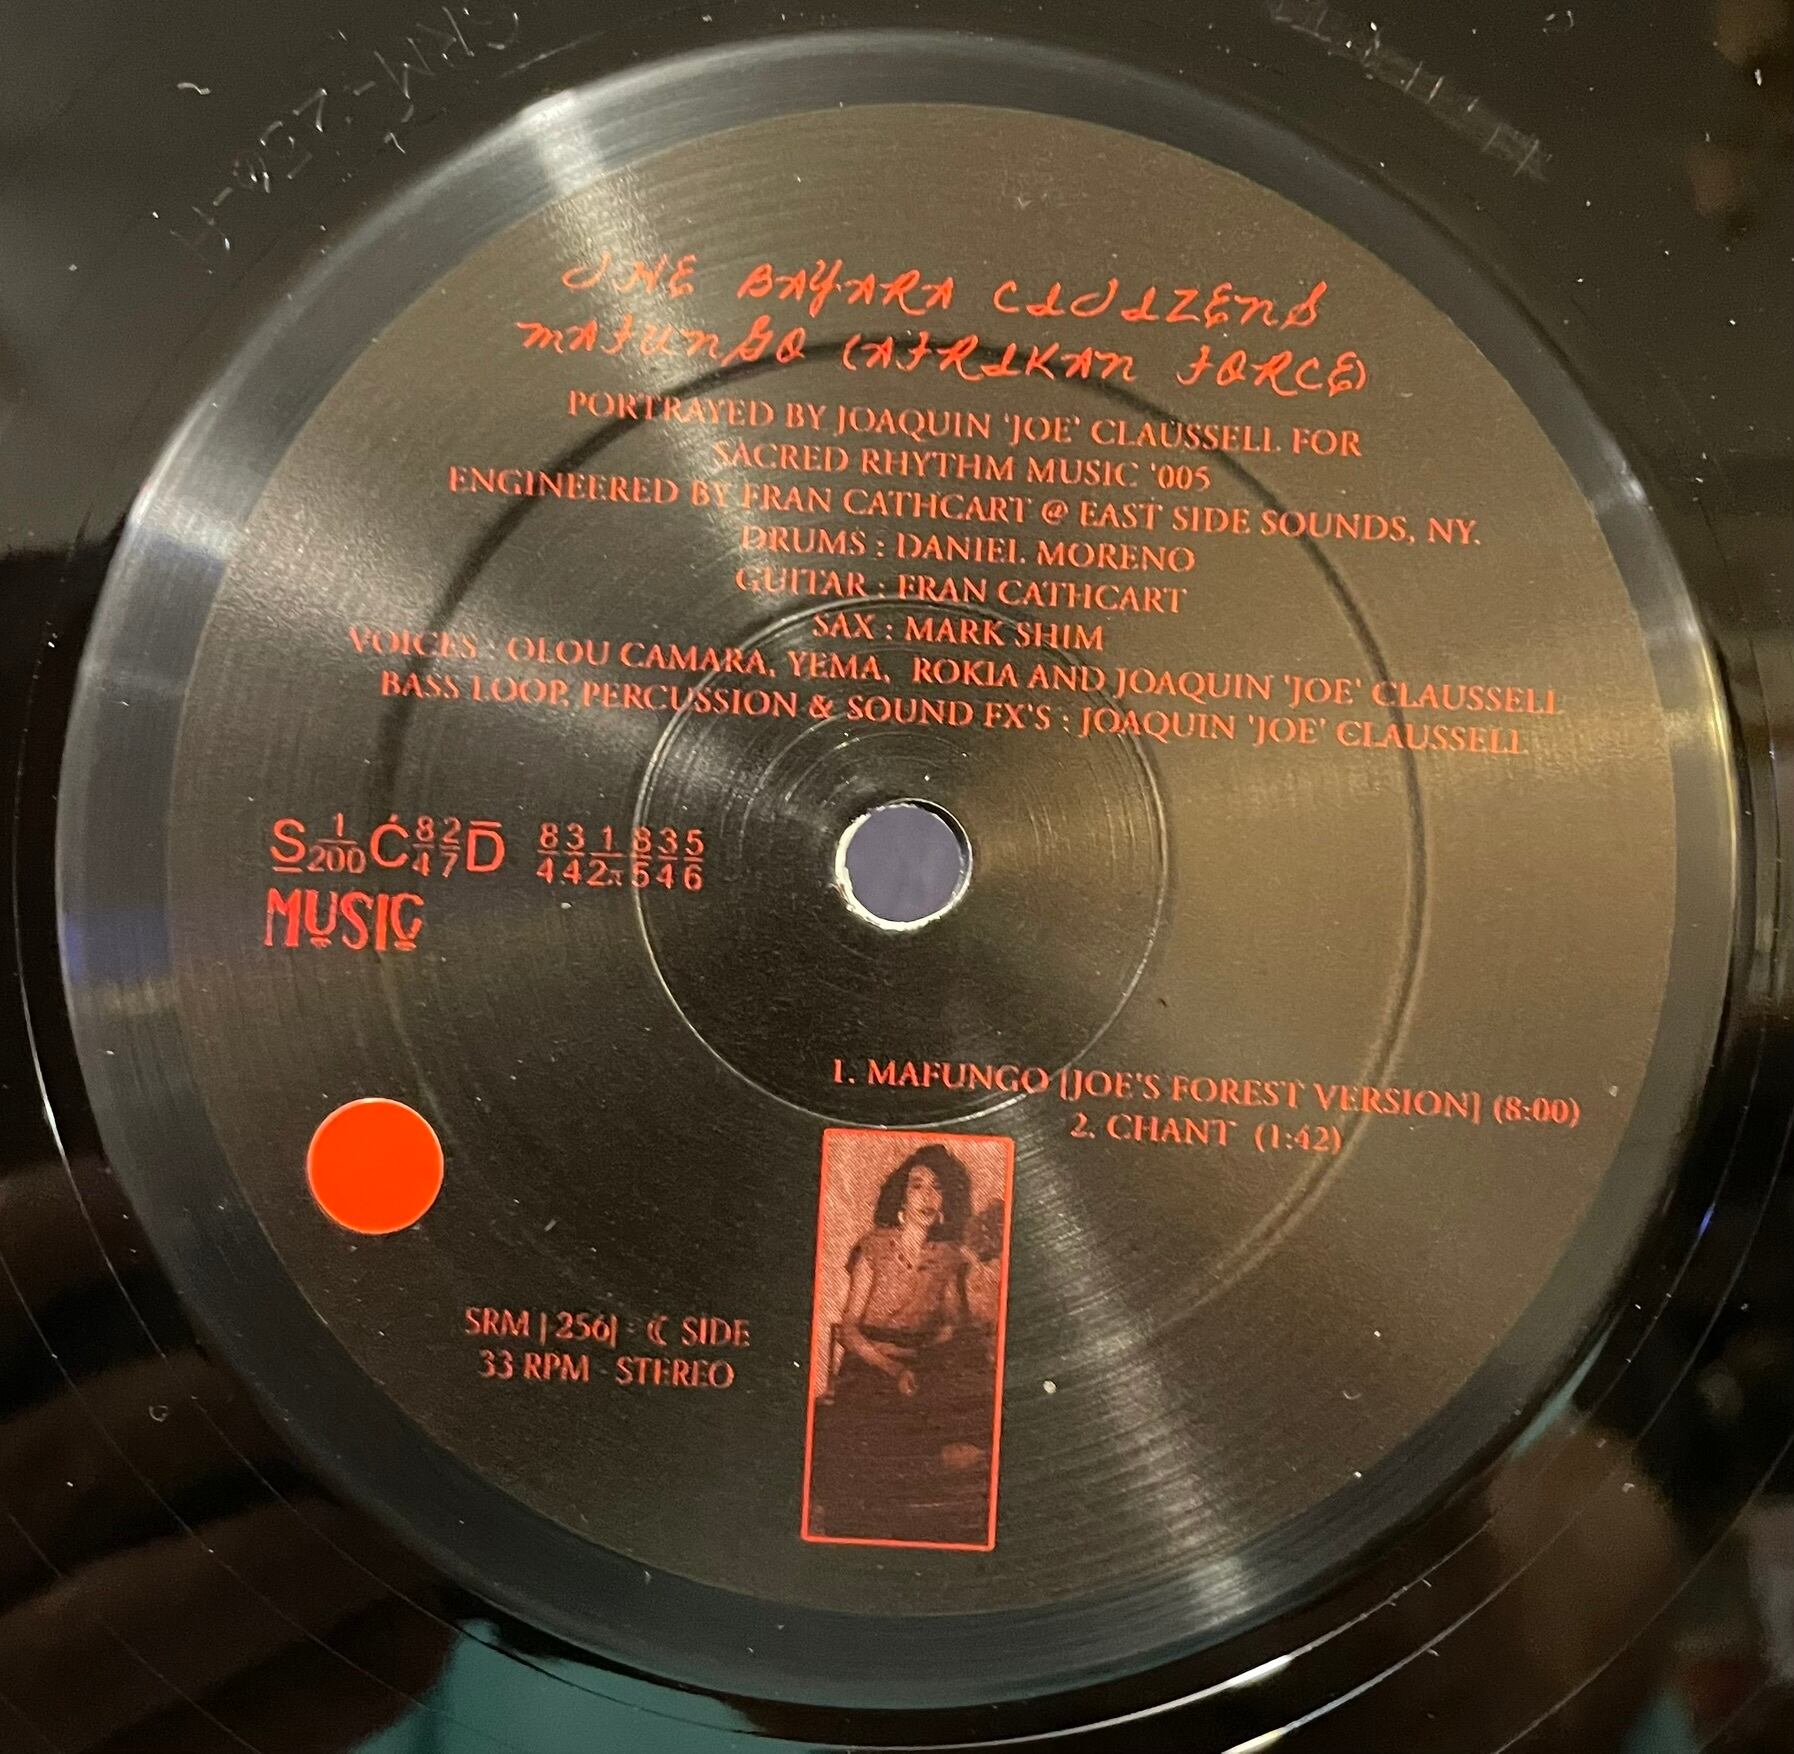 THE BAYARA CITIZENS
MAFUNGO (AFRIKAN FORCE)
PORTRAYED BY JOAQUIN 'JOE' CLAUSSELL FOR
SACRED RHYTHM MUSIC '005
ENGINEERED BY FRAN CATHCART @ EAST SIDE SOUNDS, NY.
DRUMS : DANIEL MORENO
GUITAR : FRAN CATHCART
SAX : MARK SHIM
VOICES : OLOU CAMARA, YEMA, ROKIA AND JOAQUIN 'JOE' CLAUSSELL
BASS LOOP, PERCUSSION & SOUND FX'S : JOAQUIN 'JOE' CLAUSSELL
MUSIC
1. MAFUNGO [JOE'S FOREST VERSION] (8:00)
2. CHANT (1:42)
SRM [256] - C SIDE
33 RPM - STEREO